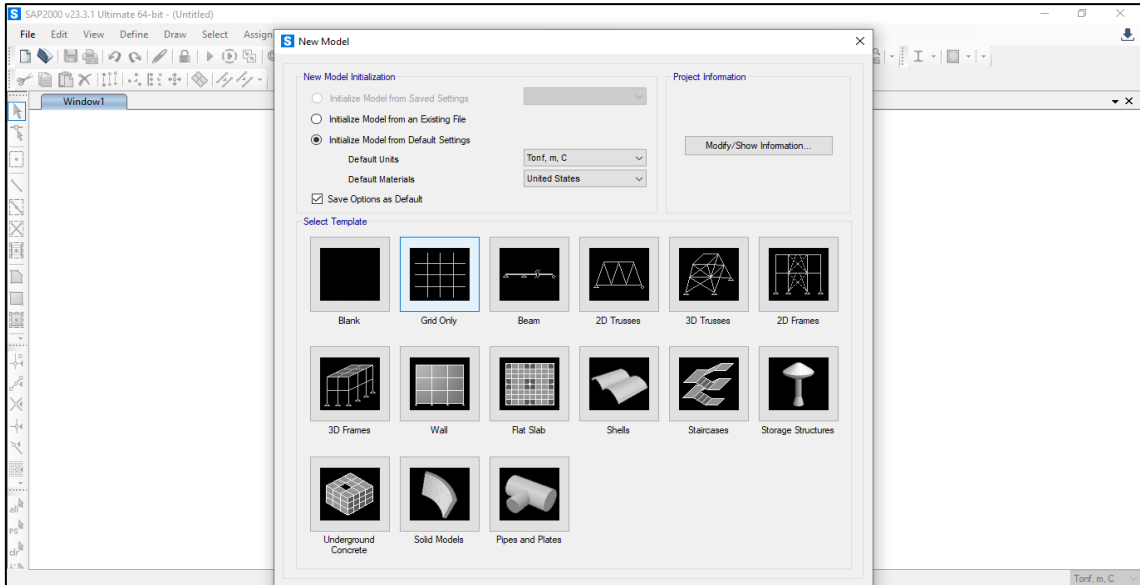 SAP2000 v23.3.1 Ultimate 64-bit - (Untitled)
File Edit View Define Draw Select Assign
Window1
New Model
New Model Initialization
Project Information
Initialize Model from Saved Settings
Initialize Model from an Existing File
Initialize Model from Default Settings
Modify/Show Information...
Default Units Tonf, m, C
Default Materials United States
Save Options as Default
Select Template
Blank Grid Only Beam 2D Trusses 3D Trusses 2D Frames
3D Frames Wall Flat Slab Shells Staircases Storage Structures
Underground Concrete Solid Models Pipes and Plates
all
ps
clr
Tonf, m, C